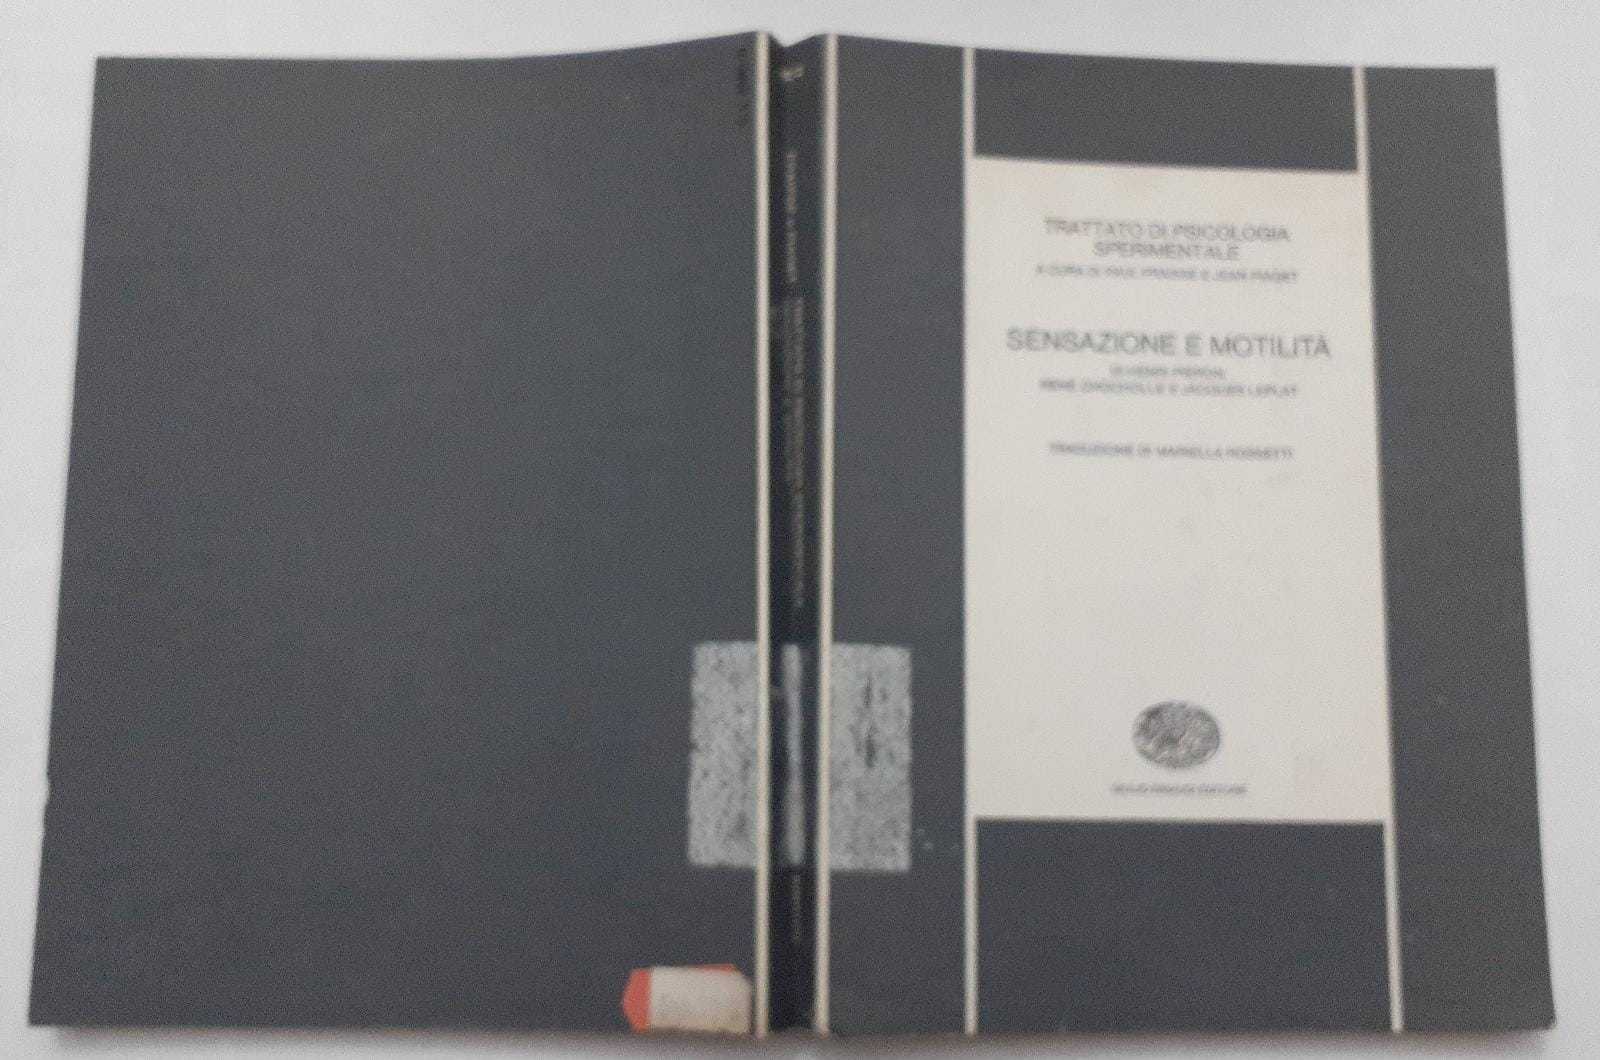 TRATTATO DI PSICOLOGIA
SPERIMENTALE
A CURA DI PAUL FRAISSE E JEAN PIAGET
SENSAZIONE E MOTILITÀ
DI HENRI PIÉRON,
RENÉ CHOCHOLLE E JACQUES LEPLAT
TRADUZIONE DI MARIELLA ROSSETTI
GIULIO EINAUDI EDITORE